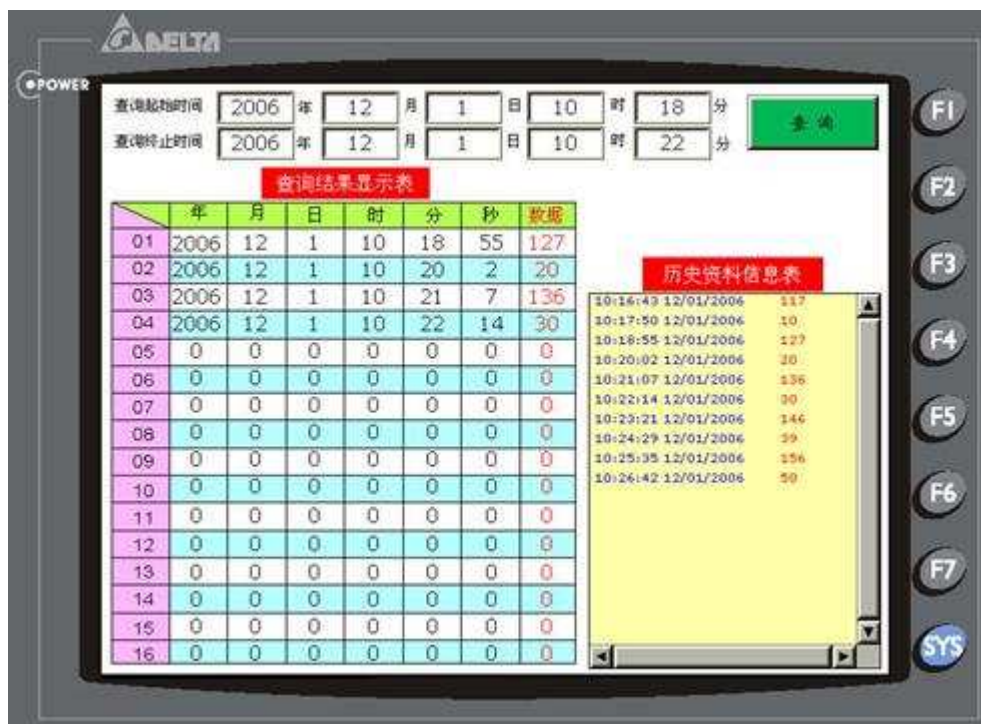 DELTA
POWER
查询起始时间 2006 年 12 月 1 日 10 时 18 分
查询终止时间 2006 年 12 月 1 日 10 时 22 分
查询
查询结果显示表
年 月 日 时 分 秒 数据
01 2006 12 1 10 18 55 127
02 2006 12 1 10 20 2 20
03 2006 12 1 10 21 7 136
04 2006 12 1 10 22 14 30
05 0 0 0 0 0 0 0
06 0 0 0 0 0 0 0
07 0 0 0 0 0 0 0
08 0 0 0 0 0 0 0
09 0 0 0 0 0 0 0
10 0 0 0 0 0 0 0
11 0 0 0 0 0 0 0
12 0 0 0 0 0 0 0
13 0 0 0 0 0 0 0
14 0 0 0 0 0 0 0
15 0 0 0 0 0 0 0
16 0 0 0 0 0 0 0
历史资料信息表
10:16:43 12/01/2006 117
10:17:50 12/01/2006 10
10:18:55 12/01/2006 127
10:20:02 12/01/2006 20
10:21:07 12/01/2006 136
10:22:14 12/01/2006 30
10:23:21 12/01/2006 146
10:24:29 12/01/2006 39
10:25:35 12/01/2006 156
10:26:42 12/01/2006 50
F1
F2
F3
F4
F5
F6
F7
SYS